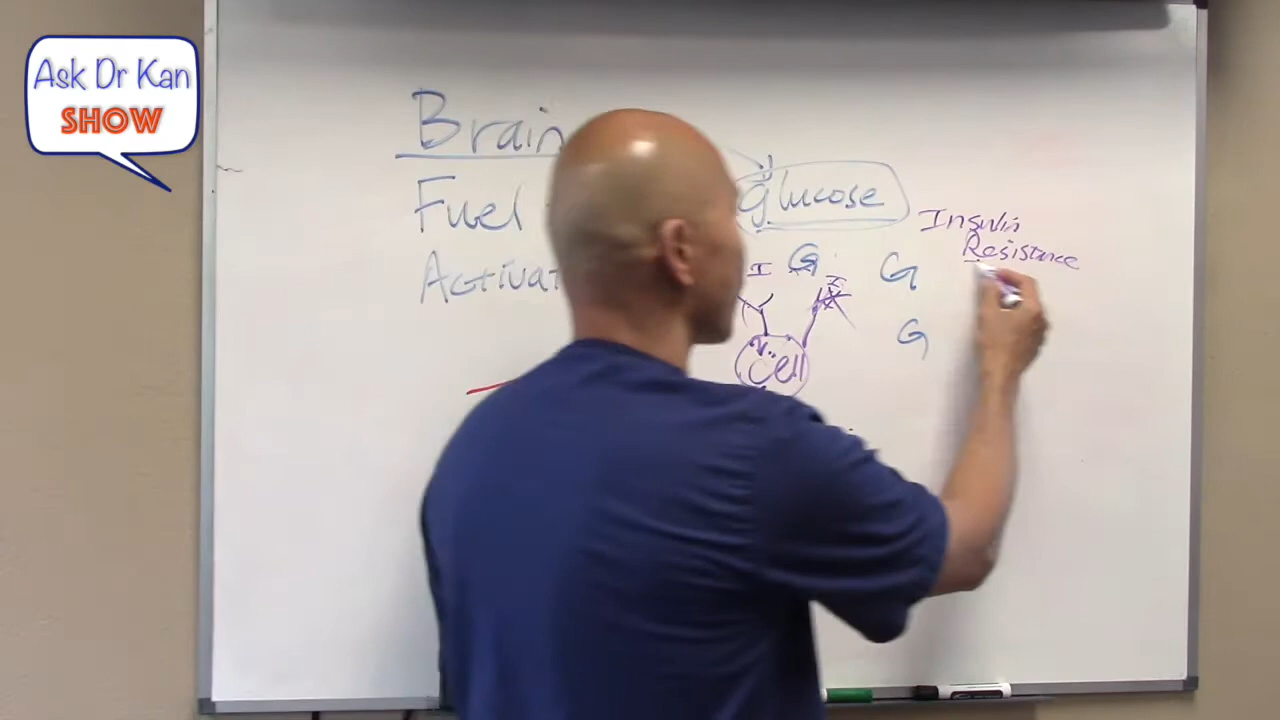 Ask Dr Kan
SHOW
Brain
Fuel
Glucose
Activat
Insulin
Resistance
I
G
I
G
G
Cell